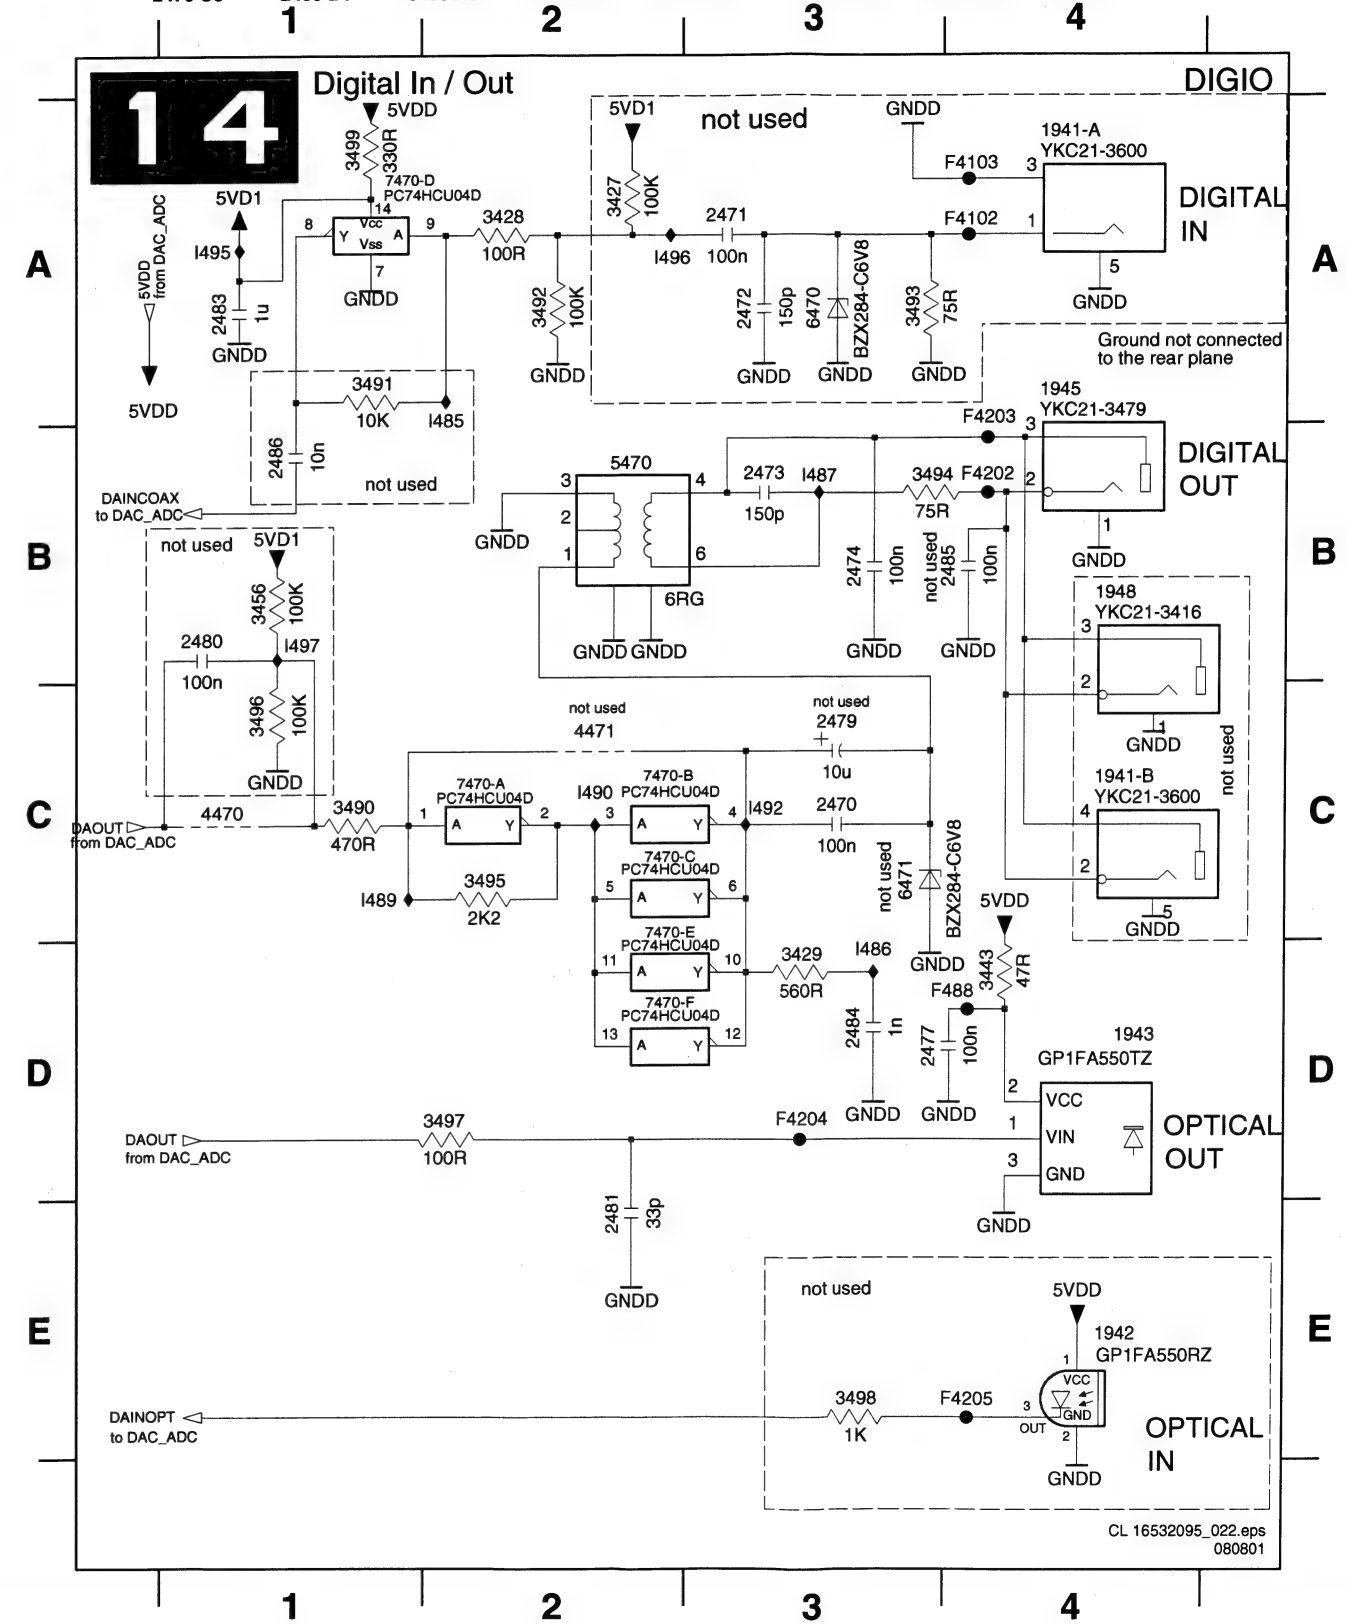 1
2
3
4
14
Digital In / Out
DIGIO
5VDD
3499
330R
7470-D
PC74HCU04D
14
Vcc
8
Y
A
9
Vss
7
GNDD
5VDD
from DAC_ADC
5VDD
5VD1
I495
2483
1u
GNDD
3428
100R
3492
100K
GNDD
not used
5VD1
3427
100K
I496
2471
100n
2472
150p
GNDD
6470
BZX284-C6V8
GNDD
3493
75R
GNDD
GNDD
F4103
F4102
1941-A
YKC21-3600
3
1
5
GNDD
DIGITAL
IN
A
A
Ground not connected
to the rear plane
3491
10K
I485
2486
10n
not used
DAINCOAX
to DAC_ADC
5470
3
2
1
4
6
6RG
GNDD
GNDD
GNDD
2473
150p
I487
3494
75R
F4203
F4202
1945
YKC21-3479
3
2
1
GNDD
DIGITAL
OUT
2474
100n
GNDD
not used
2485
100n
GNDD
B
B
not used
5VD1
3456
100K
2480
100n
I497
3496
100K
GNDD
1948
YKC21-3416
3
2
1
GNDD
not used
1941-B
YKC21-3600
4
2
5
GNDD
not used
4471
not used
2479
+
10u
C
C
DAOUT
from DAC_ADC
4470
3490
470R
7470-A
PC74HCU04D
1
A
Y
2
I490
7470-B
PC74HCU04D
3
A
Y
4
I492
2470
100n
I489
3495
2K2
7470-C
PC74HCU04D
5
A
Y
6
not used
6471
BZX284-C6V8
GNDD
7470-E
PC74HCU04D
11
A
Y
10
3429
560R
I486
2484
1n
GNDD
7470-F
PC74HCU04D
13
A
Y
12
5VDD
3443
47R
F488
2477
100n
GNDD
D
D
1943
GP1FA550TZ
2
VCC
1
VIN
3
GND
GNDD
OPTICAL
OUT
DAOUT
from DAC_ADC
3497
100R
F4204
2481
33p
GNDD
E
E
not used
5VDD
1942
GP1FA550RZ
1
VCC
3
OUT
GND
2
GNDD
OPTICAL
IN
DAINOPT
to DAC_ADC
3498
1K
F4205
CL 16532095_022.eps
080801
1
2
3
4